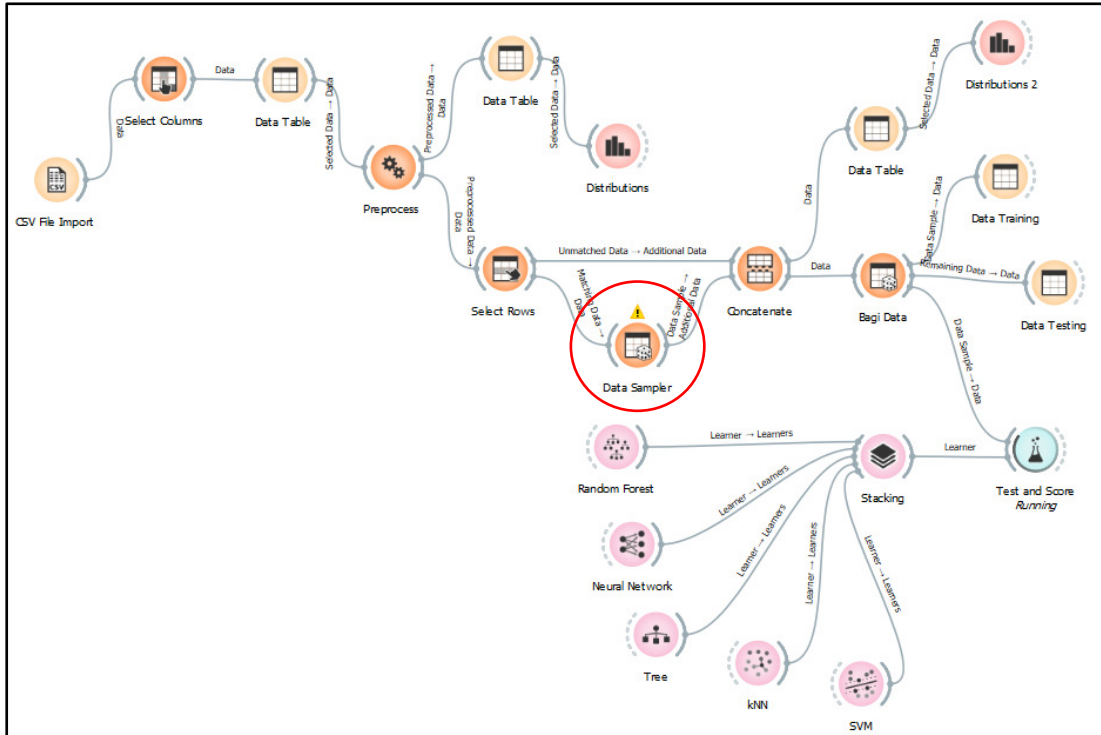 CSV
CSV File Import
Data
Select Columns
Data
Data Table
Selected Data → Data
Preprocess
Preprocessed Data →
Data
Data Table
Selected Data → Data
Distributions
Preprocessed Data →
Data
Select Rows
Unmatched Data → Additional Data
Matching Data →
Data
Data Sampler
Data Sample →
Additional Data
Concatenate
Data
Data Table
Selected Data → Data
Distributions 2
Data
Bagi Data
Data Sample → Data
Data Training
Remaining Data → Data
Data Testing
Data Sample → Data
Random Forest
Learner → Learners
Neural Network
Learner → Learners
Tree
Learner → Learners
kNN
Learner → Learners
SVM
Learner → Learners
Stacking
Learner
Test and Score
Running